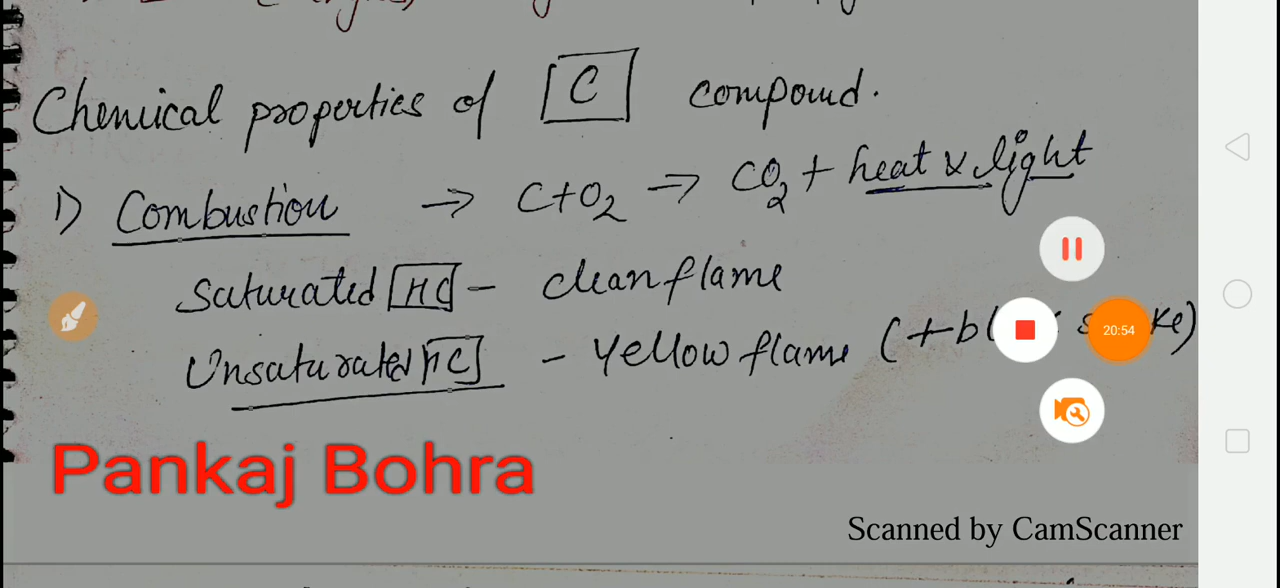 Chemical properties of [C] compound.
1) Combustion → C+O2 → CO2 + heat & light
Saturated [HC] - clean flame
Unsaturated [HC] - Yellow flame (+
20:54
Pankaj Bohra
Scanned by CamScanner